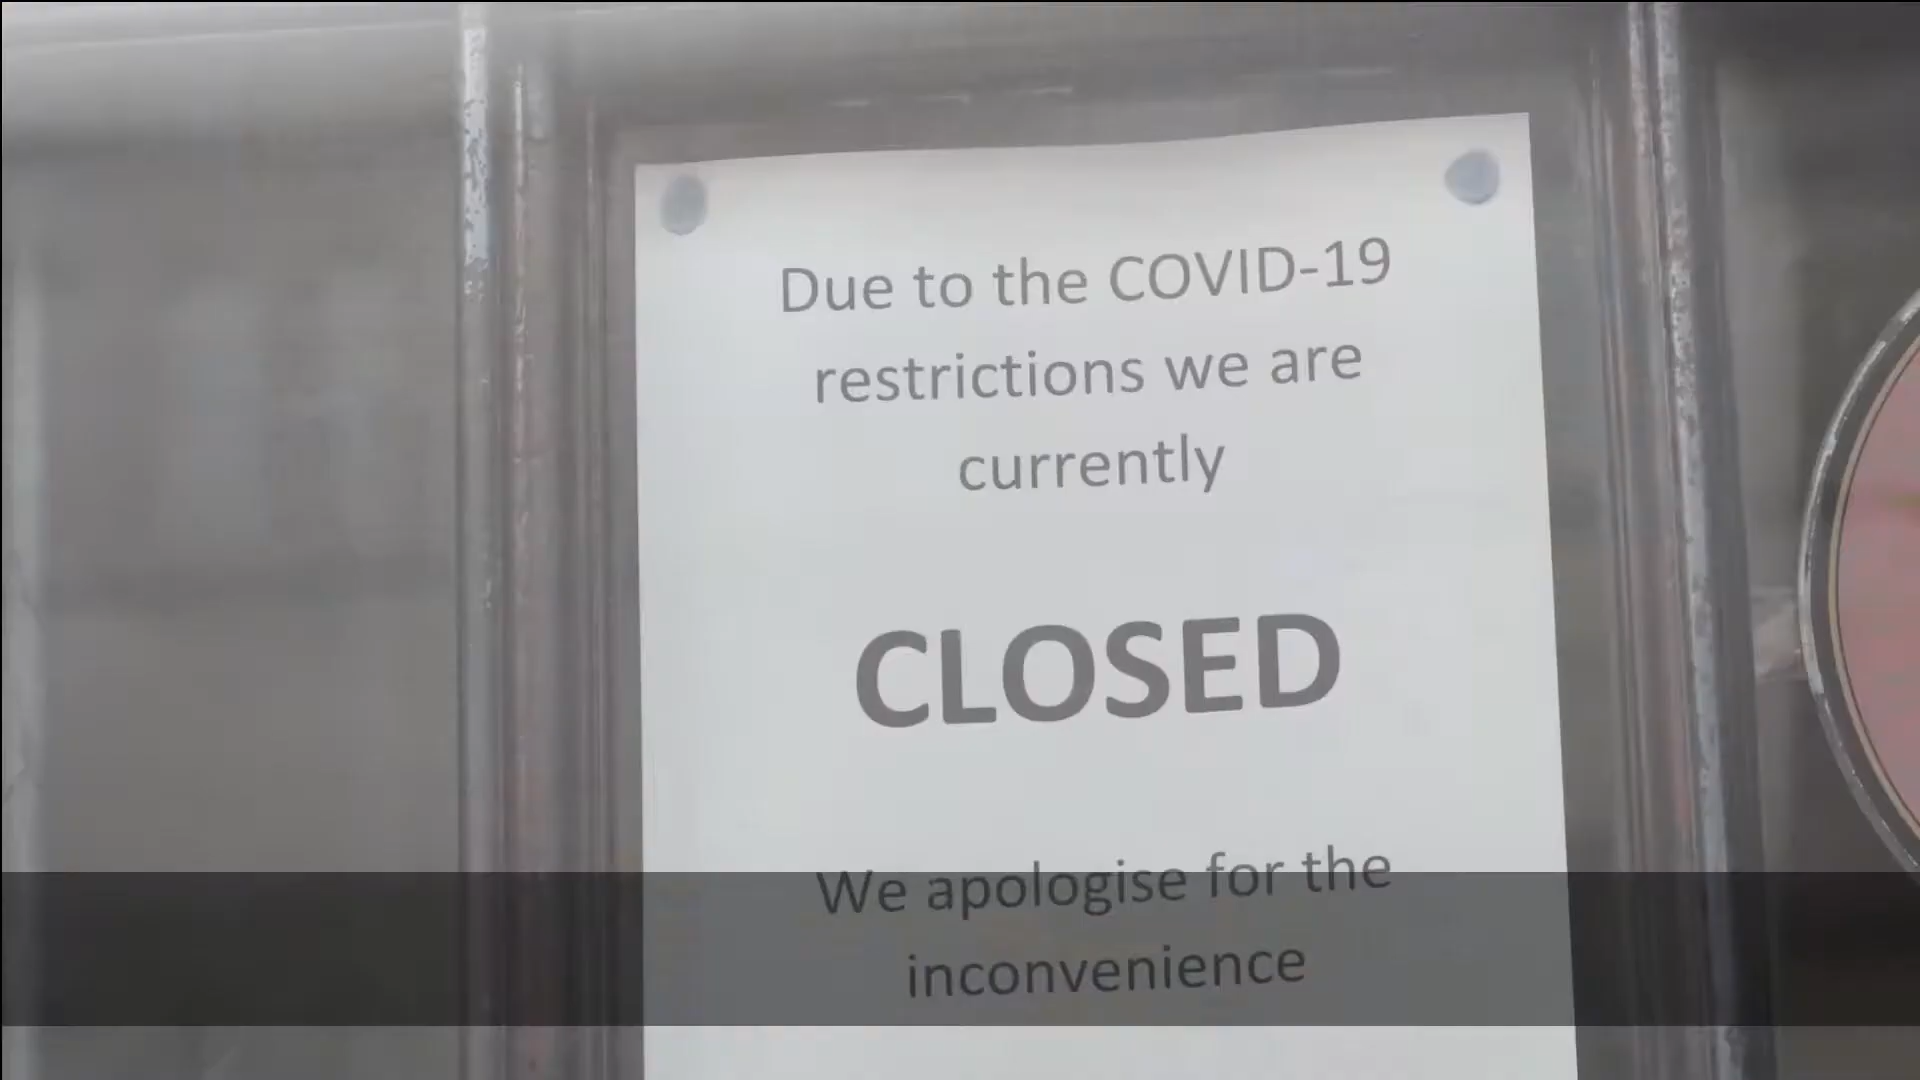 Due to the COVID-19
restrictions we are
currently
CLOSED
We apologise for the
inconvenience